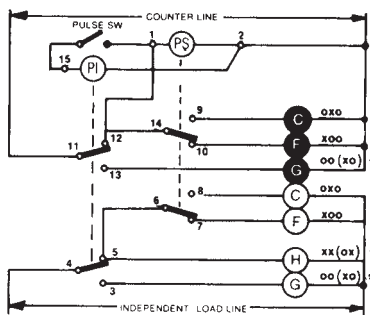 COUNTER LINE
PULSE SW
1 PS 2
15 PI
9 C OXO
14
12 F XOO
11 10
13 G OO (XO)
8 C OXO
6
7 F XOO
5 H XX (OX)
4
3 G OO (XO)
INDEPENDENT LOAD LINE